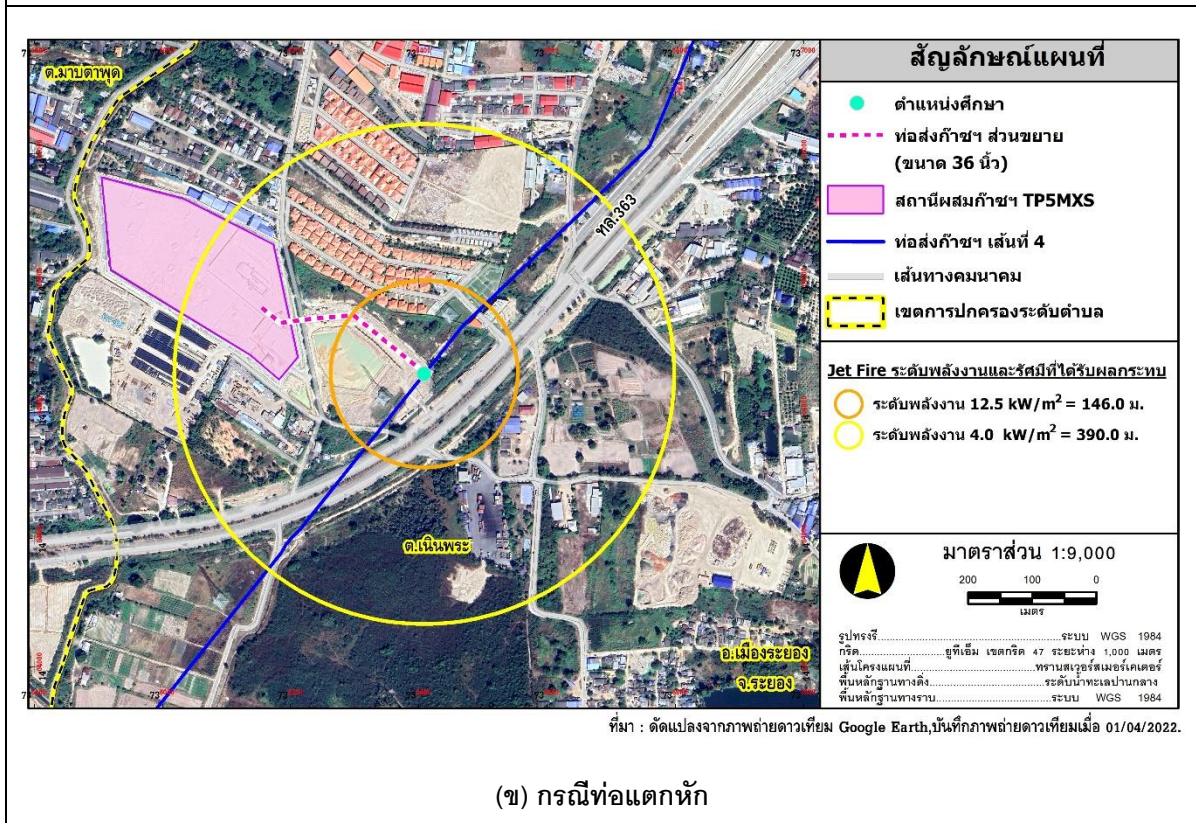 ต.มาบตาพุด
ทล.363
ต.เนินพระ
อ.เมืองระยอง
จ.ระยอง
สัญลักษณ์แผนที่
ตำแหน่งศึกษา
ท่อส่งก๊าซฯ ส่วนขยาย
(ขนาด 36 นิ้ว)
สถานีผสมก๊าซฯ TP5MXS
ท่อส่งก๊าซฯ เส้นที่ 4
เส้นทางคมนาคม
เขตการปกครองระดับตำบล
Jet Fire ระดับพลังงานและรัศมีที่ได้รับผลกระทบ
ระดับพลังงาน 12.5 kW/m² = 146.0 ม.
ระดับพลังงาน 4.0 kW/m² = 390.0 ม.
มาตราส่วน 1:9,000
200 100 0
เมตร
รูปทรงรี............................ระบบ WGS 1984
กริด............................ยูทีเอ็ม เขตกริด 47 ระยะห่าง 1,000 เมตร
เส้นโครงแผนที่............................ทรานสเวอร์สเมอร์เคเตอร์
พื้นหลักฐานทางดิ่ง............................ระดับน้ำทะเลปานกลาง
พื้นหลักฐานทางราบ............................ระบบ WGS 1984
ที่มา : ดัดแปลงจากภาพถ่ายดาวเทียม Google Earth,บันทึกภาพถ่ายดาวเทียมเมื่อ 01/04/2022.
(ข) กรณีท่อแตกหัก